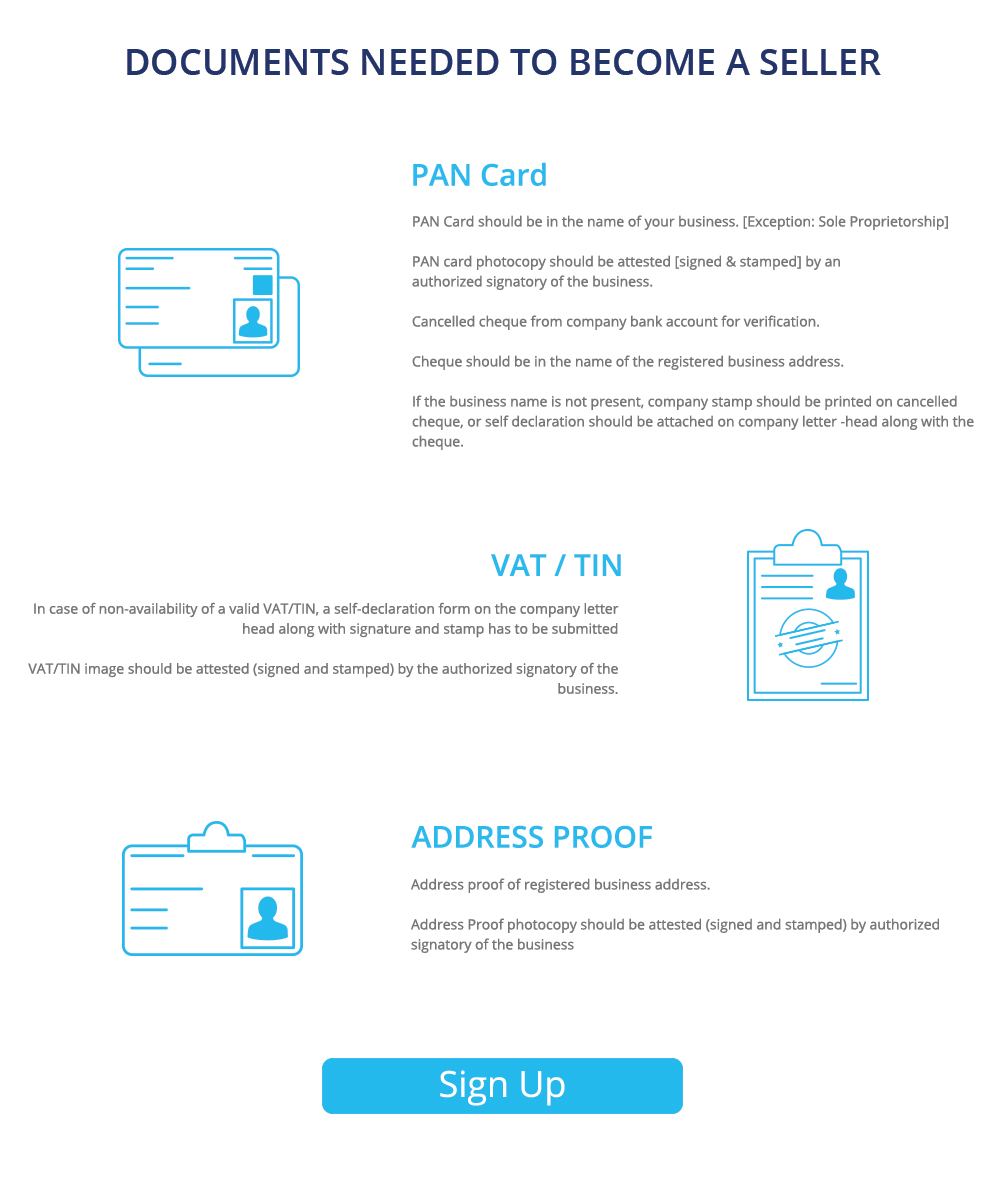 DOCUMENTS NEEDED TO BECOME A SELLER
PAN Card
PAN Card should be in the name of your business. [Exception: Sole Proprietorship]
PAN card photocopy should be attested [signed & stamped] by an
authorized signatory of the business.
Cancelled cheque from company bank account for verification.
Cheque should be in the name of the registered business address.
If the business name is not present, company stamp should be printed on cancelled
cheque, or self declaration should be attached on company letter -head along with the
cheque.
VAT / TIN
In case of non-availability of a valid VAT/TIN, a self-declaration form on the company letter
head along with signature and stamp has to be submitted
VAT/TIN image should be attested (signed and stamped) by the authorized signatory of the
business.
ADDRESS PROOF
Address proof of registered business address.
Address Proof photocopy should be attested (signed and stamped) by authorized
signatory of the business
Sign Up